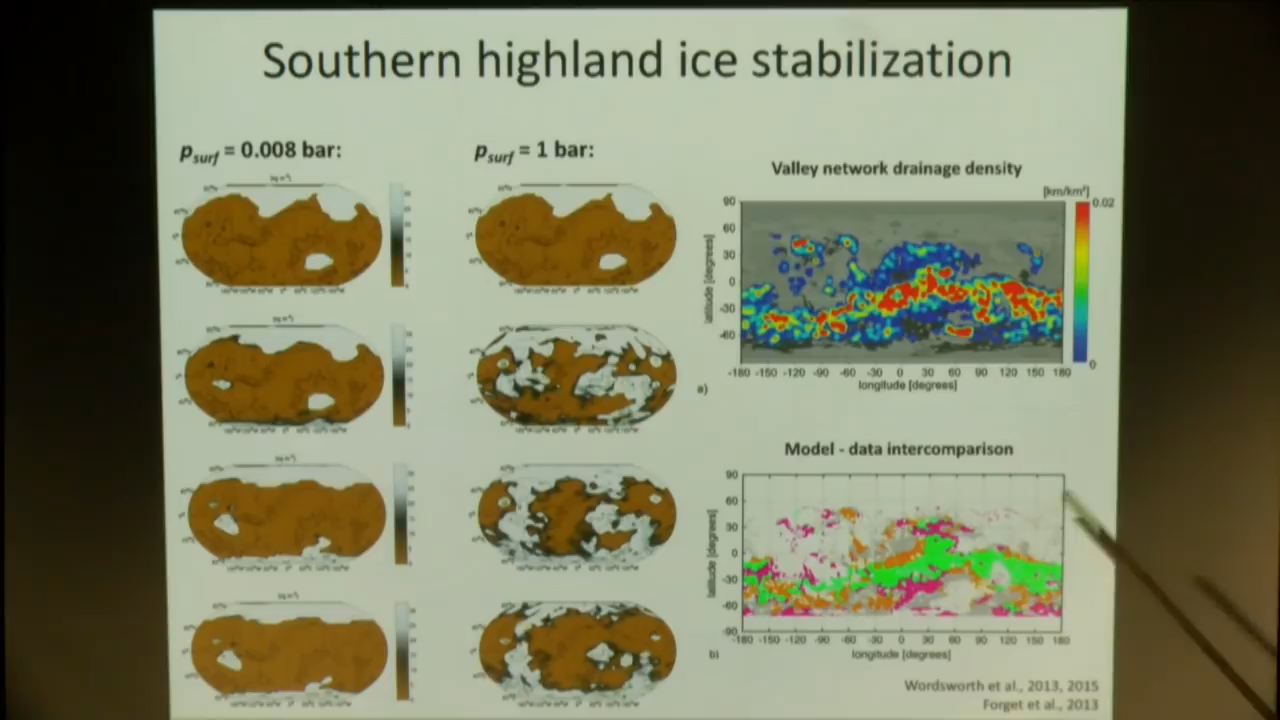 Southern highland ice stabilization
p_surf = 0.008 bar:
p_surf = 1 bar:
Valley network drainage density
[km/km²]
0.02
0
90
60
30
0
-30
-60
latitude [degrees]
-180 -150 -120 -90 -60 -30 0 30 60 90 120 150 180
longitude [degrees]
a)
Model - data intercomparison
90
60
30
0
-30
-60
-90
latitude [degrees]
-180 -150 -120 -90 -60 -30 0 30 60 90 120 150 180
longitude [degrees]
b)
Wordsworth et al., 2013, 2015
Forget et al., 2013